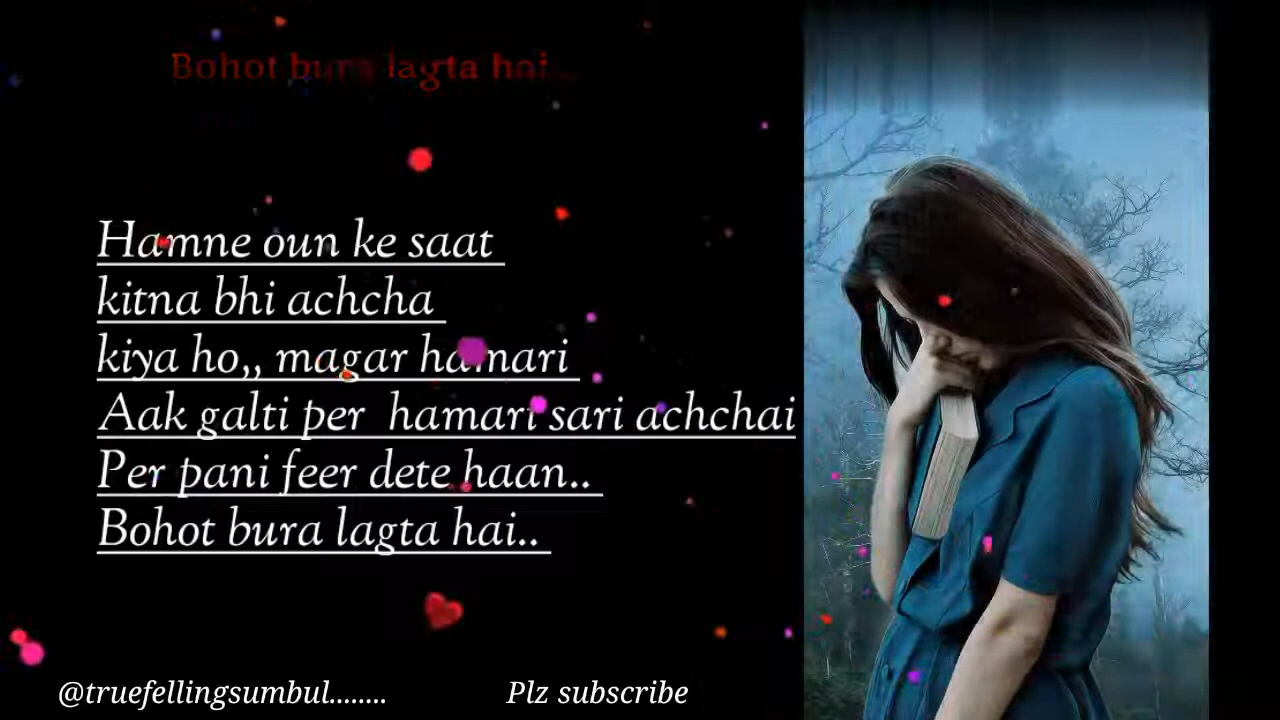 Bohot bura lagta hai...
Hamne oun ke saat
kitna bhi achcha
kiya ho,, magar hamari
Aak galti per hamari sari achchai
Per pani feer dete haan..
Bohot bura lagta hai..
@truefellingsumbul........ Plz subscribe